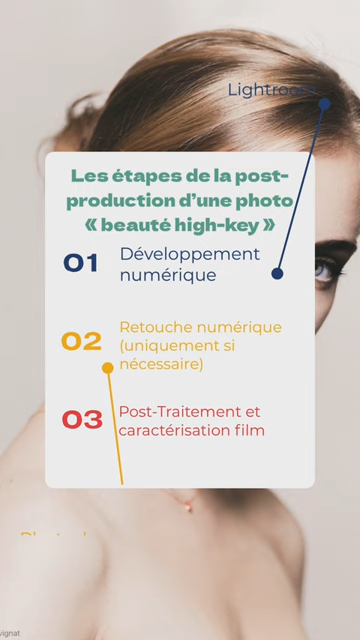 Lightroom
Les étapes de la post-
production d'une photo
« beauté high-key »
01 Développement
numérique
02 Retouche numérique
(uniquement si
nécessaire)
03 Post-Traitement et
caractérisation film
vignat